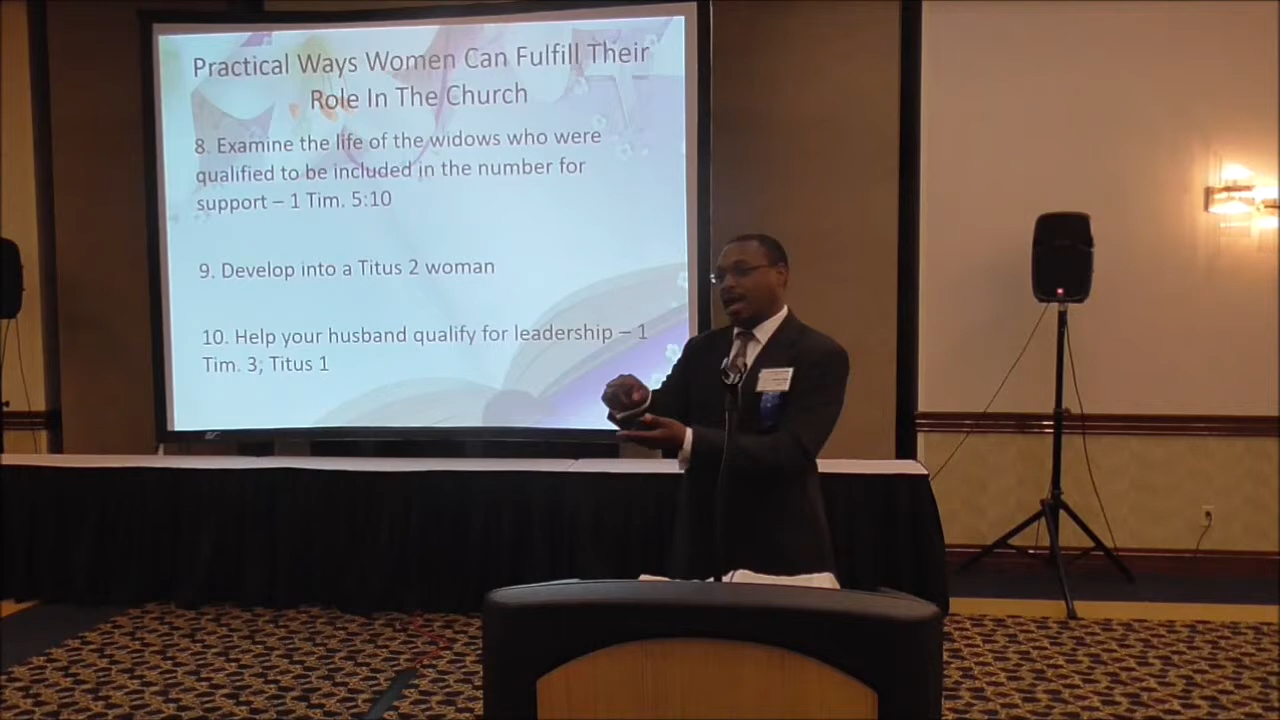 Practical Ways Women Can Fulfill Their
Role In The Church
8. Examine the life of the widows who were
qualified to be included in the number for
support – 1 Tim. 5:10
9. Develop into a Titus 2 woman
10. Help your husband qualify for leadership – 1
Tim. 3; Titus 1